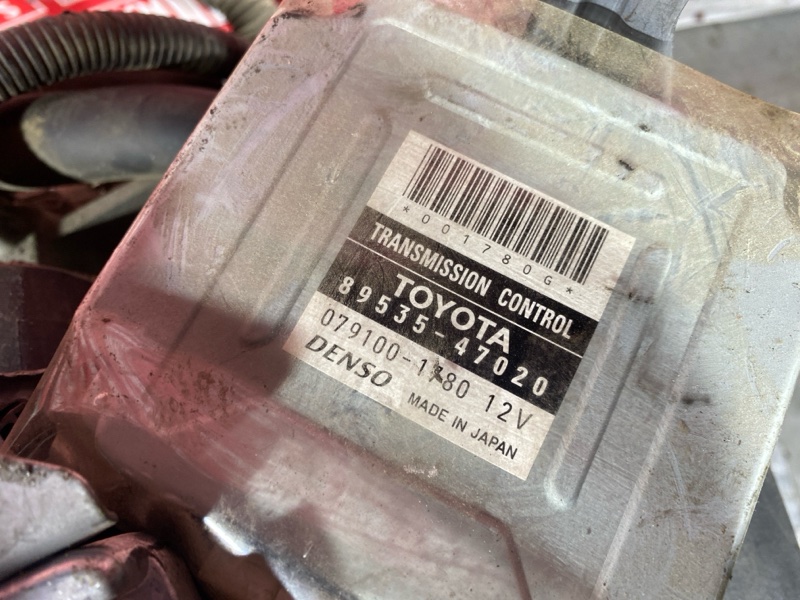 *001780G*
TRANSMISSION CONTROL
TOYOTA
89535-47020
079100-1780 12V
DENSO
MADE IN JAPAN